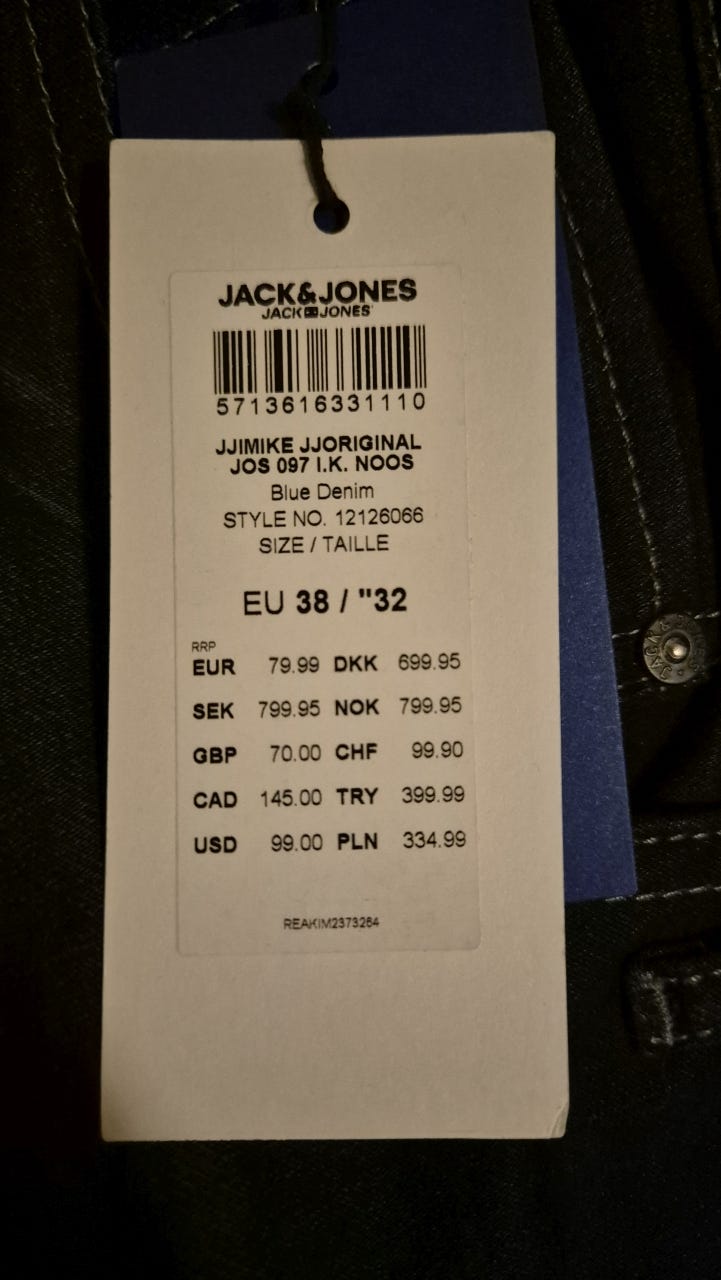 JACK&JONES
JACK JONES
5713616331110
JJIMIKE JJORIGINAL
JOS 097 I.K. NOOS
Blue Denim
STYLE NO. 12126066
SIZE / TAILLE
EU 38 / "32
RRP
EUR 79.99 DKK 699.95
SEK 799.95 NOK 799.95
GBP 70.00 CHF 99.90
CAD 145.00 TRY 399.99
USD 99.00 PLN 334.99
REAKIM2373264